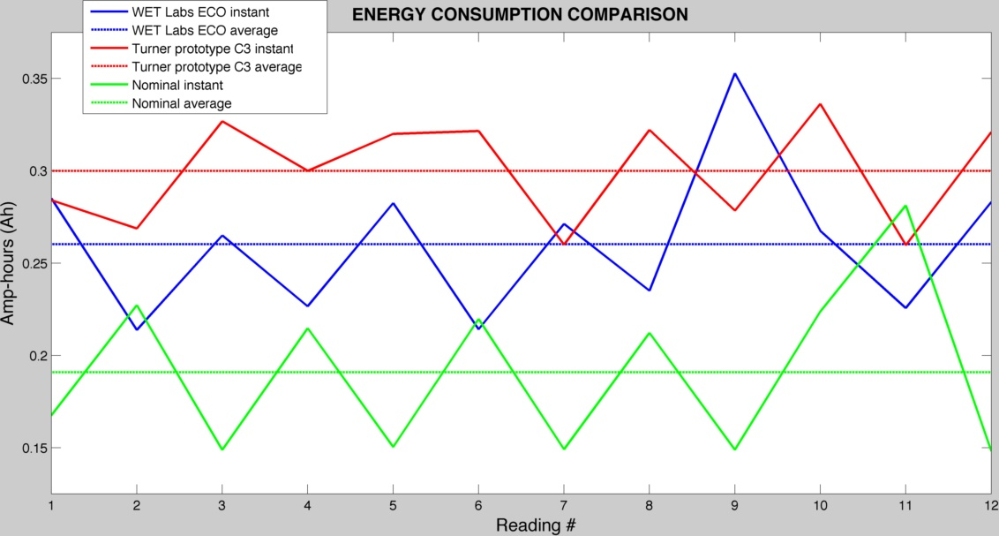 ENERGY CONSUMPTION COMPARISON
WET Labs ECO instant
WET Labs ECO average
Turner prototype C3 instant
Turner prototype C3 average
Nominal instant
Nominal average
Amp-hours (Ah)
0.35
0.3
0.25
0.2
0.15
1 2 3 4 5 6 7 8 9 10 11 12
Reading #